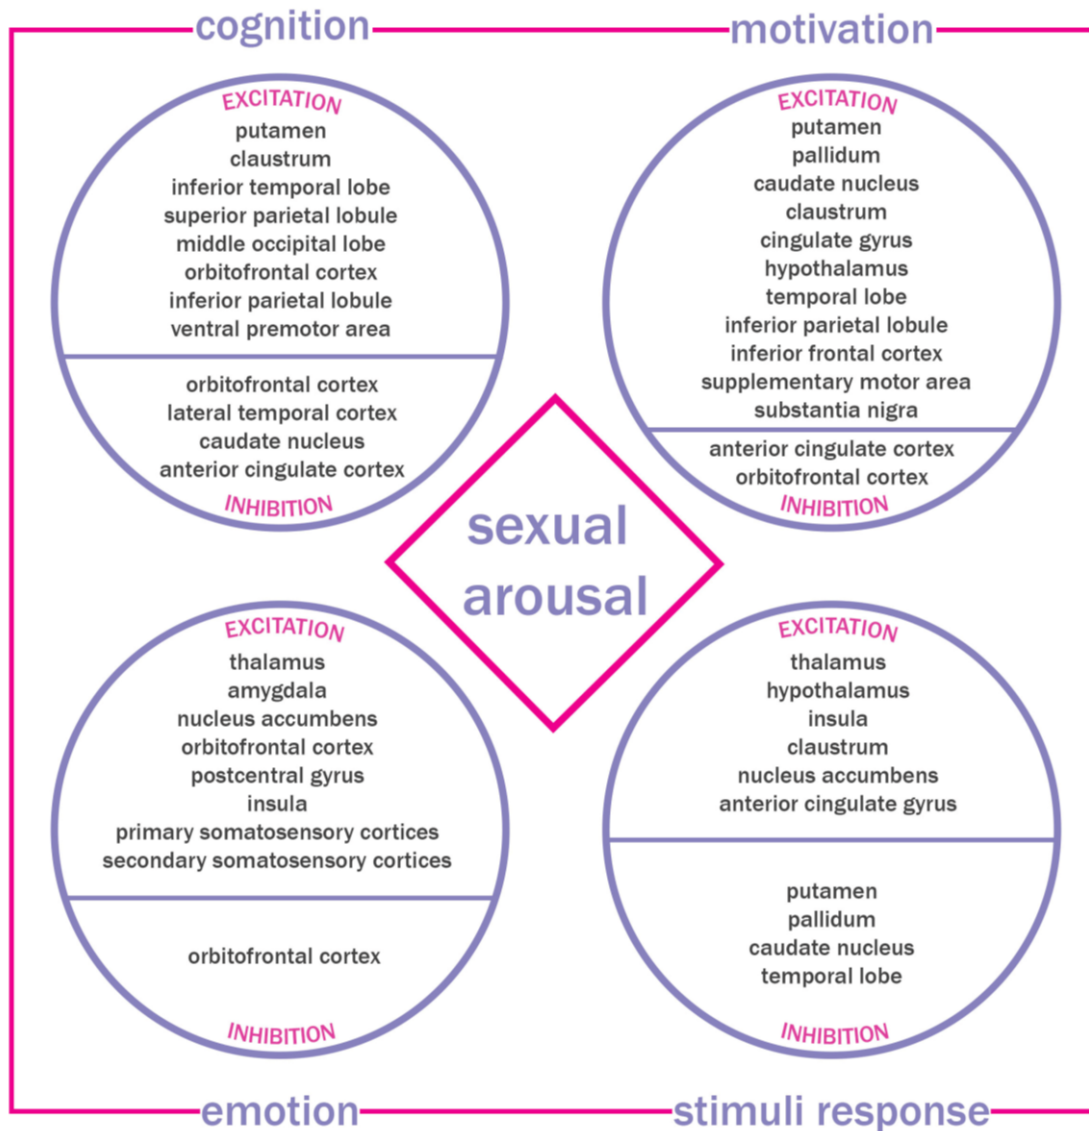 cognition
EXCITATION
putamen
claustrum
inferior temporal lobe
superior parietal lobule
middle occipital lobe
orbitofrontal cortex
inferior parietal lobule
ventral premotor area
orbitofrontal cortex
lateral temporal cortex
caudate nucleus
anterior cingulate cortex
INHIBITION
motivation
EXCITATION
putamen
pallidum
caudate nucleus
claustrum
cingulate gyrus
hypothalamus
temporal lobe
inferior parietal lobule
inferior frontal cortex
supplementary motor area
substantia nigra
anterior cingulate cortex
orbitofrontal cortex
INHIBITION
sexual
arousal
EXCITATION
thalamus
amygdala
nucleus accumbens
orbitofrontal cortex
postcentral gyrus
insula
primary somatosensory cortices
secondary somatosensory cortices
orbitofrontal cortex
INHIBITION
emotion
EXCITATION
thalamus
hypothalamus
insula
claustrum
nucleus accumbens
anterior cingulate gyrus
putamen
pallidum
caudate nucleus
temporal lobe
INHIBITION
stimuli response